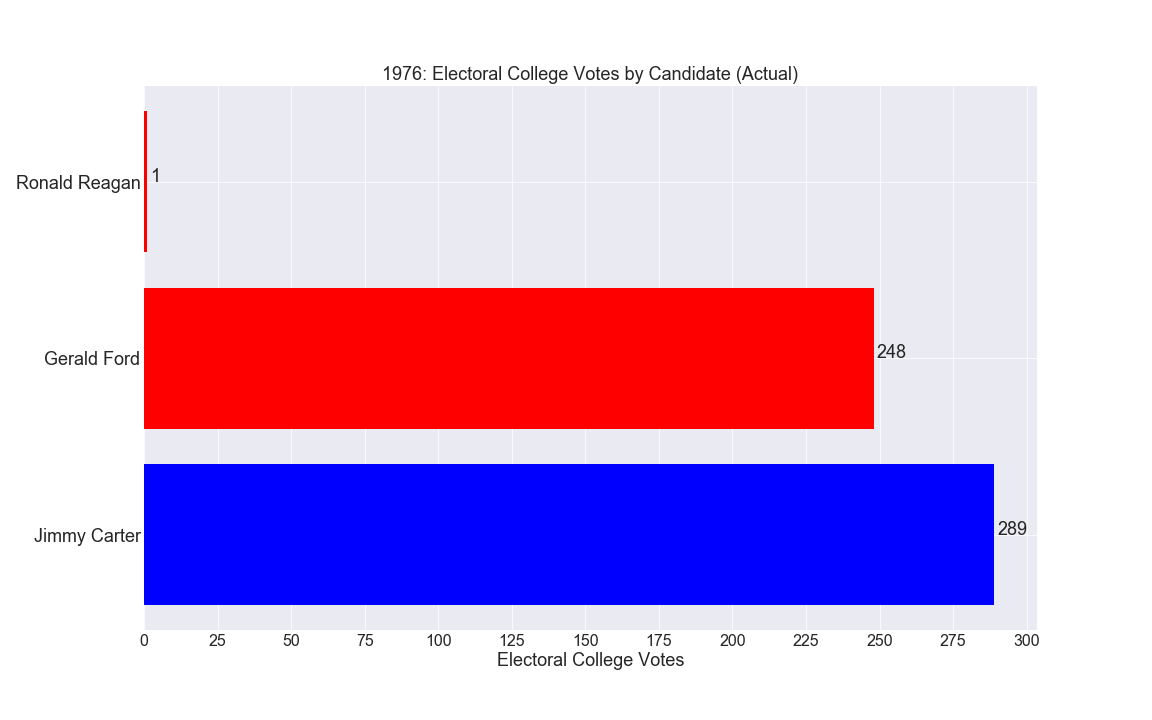 1976: Electoral College Votes by Candidate (Actual)
Ronald Reagan 1
Gerald Ford 248
Jimmy Carter 289
0 25 50 75 100 125 150 175 200 225 250 275 300
Electoral College Votes